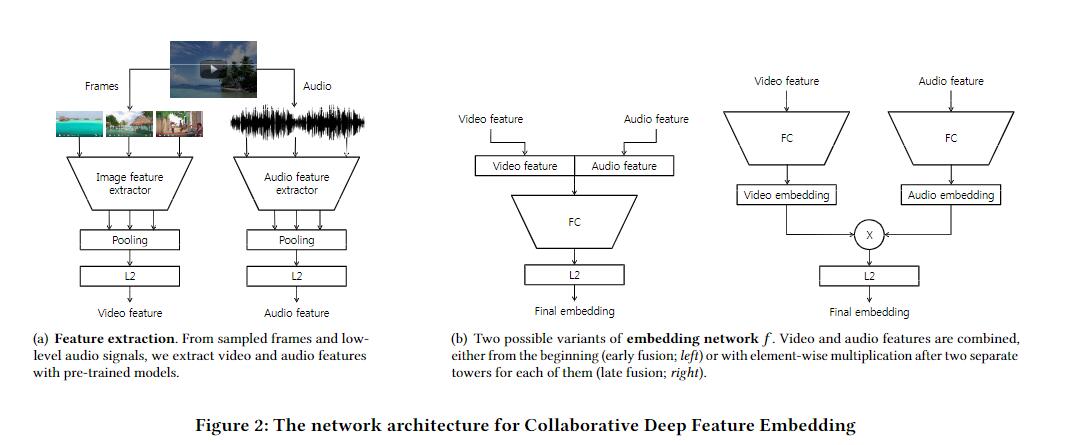 Frames
Audio
Image feature
extractor
Audio feature
extractor
Pooling
Pooling
L2
L2
Video feature
Audio feature
(a) Feature extraction. From sampled frames and low-
level audio signals, we extract video and audio features
with pre-trained models.
Video feature
Audio feature
Video feature
Audio feature
FC
L2
Final embedding
Video feature
Audio feature
FC
FC
Video embedding
Audio embedding
X
L2
Final embedding
(b) Two possible variants of embedding network f. Video and audio features are combined,
either from the beginning (early fusion; left) or with element-wise multiplication after two separate
towers for each of them (late fusion; right).
Figure 2: The network architecture for Collaborative Deep Feature Embedding